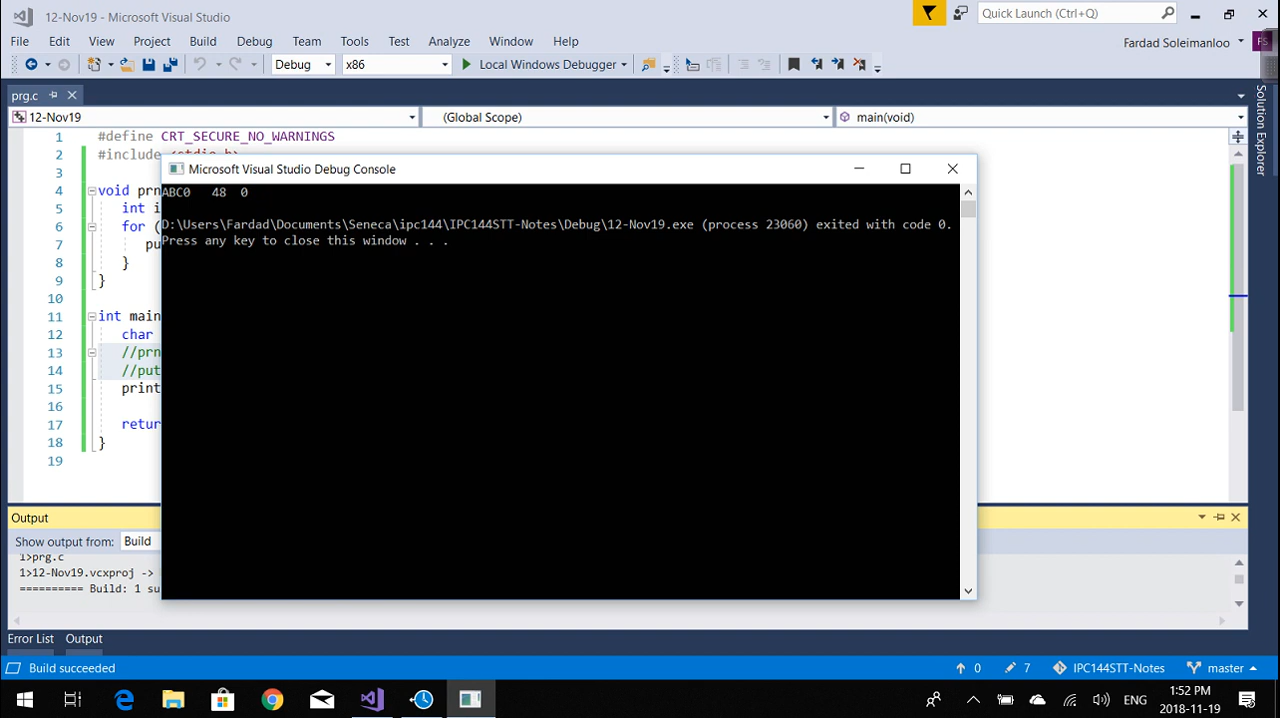 12-Nov19 - Microsoft Visual Studio
Quick Launch (Ctrl+Q)
File Edit View Project Build Debug Team Tools Test Analyze Window Help
Fardad Soleimanloo FS
Debug x86 Local Windows Debugger
prg.c
12-Nov19 (Global Scope) main(void)
Solution Explorer
1 #define CRT_SECURE_NO_WARNINGS
2 #include <stdio.h>
3
4 void prn
5 int i
6 for (
7 pu
8 }
9 }
10
11 int main
12 char
13 //prn
14 //put
15 print
16
17 retur
18 }
19
Microsoft Visual Studio Debug Console
ABC0 48 0
D:\Users\Fardad\Documents\Seneca\ipc144\IPC144STT-Notes\Debug\12-Nov19.exe (process 23060) exited with code 0.
Press any key to close this window . . .
Output
Show output from: Build
1>prg.c
1>12-Nov19.vcxproj ->
========== Build: 1 su
Error List Output
Build succeeded 0 7 IPC144STT-Notes master
ENG
1:52 PM
2018-11-19